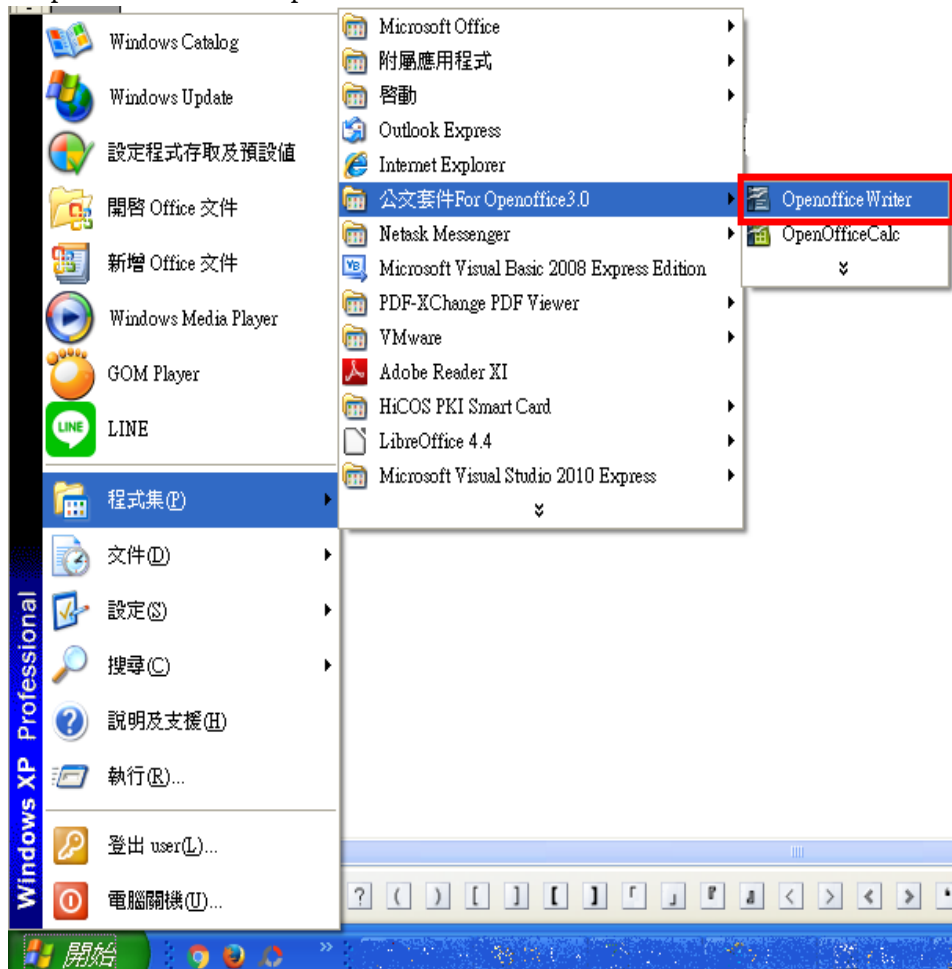 Windows Catalog
Windows Update
設定程式存取及預設值
開啓 Office 文件
新增 Office 文件
Windows Media Player
GOM Player
LINE
LINE
程式集(P)
文件(D)
設定(S)
搜尋(C)
說明及支援(H)
執行(R)...
登出 user(L)...
電腦關機(U)...
Windows XP Professional
Microsoft Office
附屬應用程式
啓動
Outlook Express
Internet Explorer
公文套件For Openoffice3.0
Netask Messenger
Microsoft Visual Basic 2008 Express Edition
PDF-XChange PDF Viewer
VMware
Adobe Reader XI
HiCOS PKI Smart Card
LibreOffice 4.4
Microsoft Visual Studio 2010 Express
Openoffice Writer
OpenOfficeCalc
? ( ) [ ] 【 】 「 」 『 』 〈 〉 《 》
開始